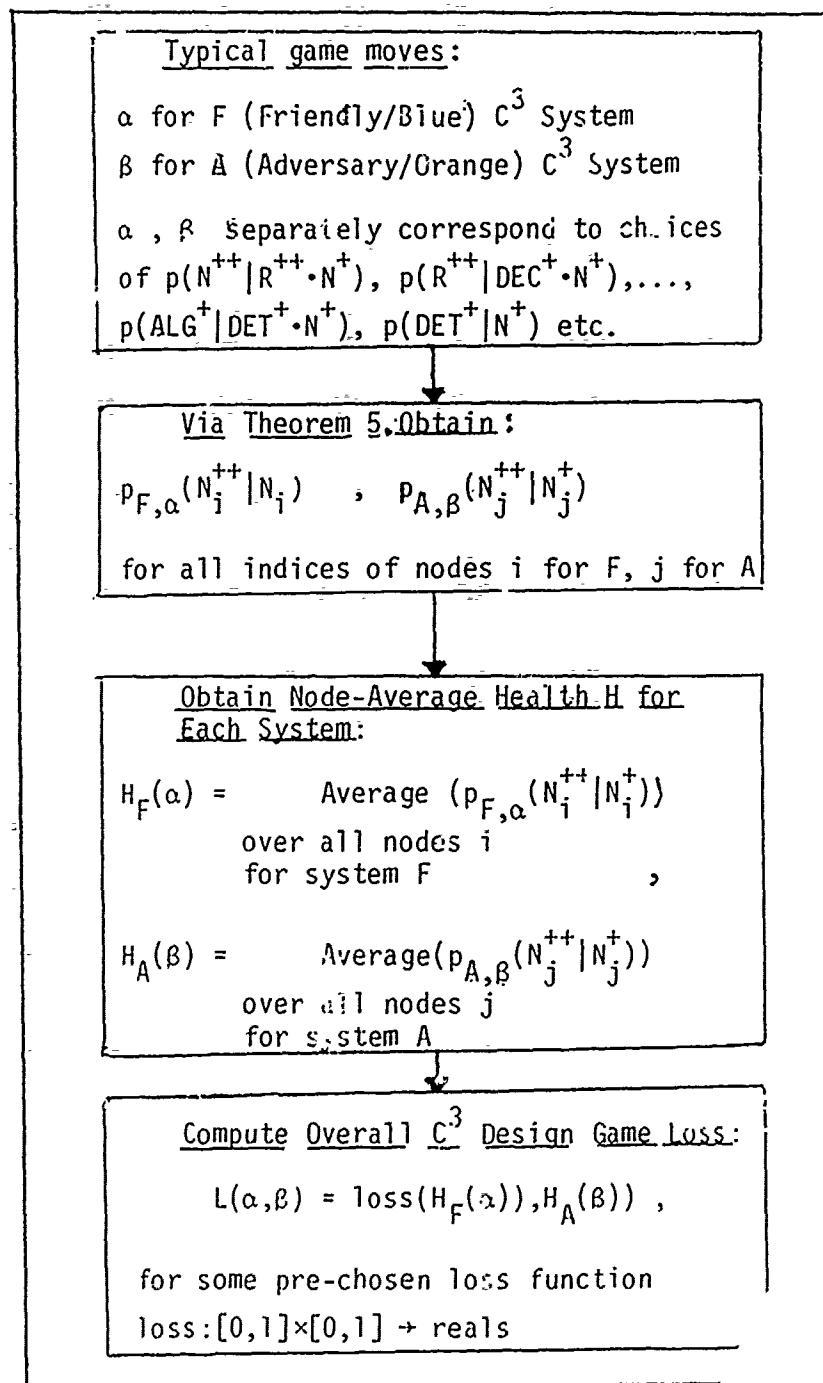 Typical game moves:
α for F (Friendly/Blue) C³ System
β for A (Adversary/Orange) C³ System
α , β Separately correspond to choices
of p(N⁺⁺|R⁺⁺·N⁺), p(R⁺⁺|DEC⁺·N⁺),...,
p(ALG⁺|DET⁺·N⁺), p(DET⁺|N⁺) etc.
Via Theorem 5,Obtain:
p_{F,α}(N_i^{++}|N_i) , p_{A,β}(N_j^{++}|N_j^+)
for all indices of nodes i for F, j for A
Obtain Node-Average Health H for
Each System:
H_F(α) = Average (p_{F,α}(N_i^{++}|N_i^+))
over all nodes i
for system F ,
H_A(β) = Average(p_{A,β}(N_j^{++}|N_j^+))
over all nodes j
for system A
Compute Overall C³ Design Game Loss:
L(α,β) = loss(H_F(α)),H_A(β)) ,
for some pre-chosen loss function
loss:[0,1]×[0,1] → reals